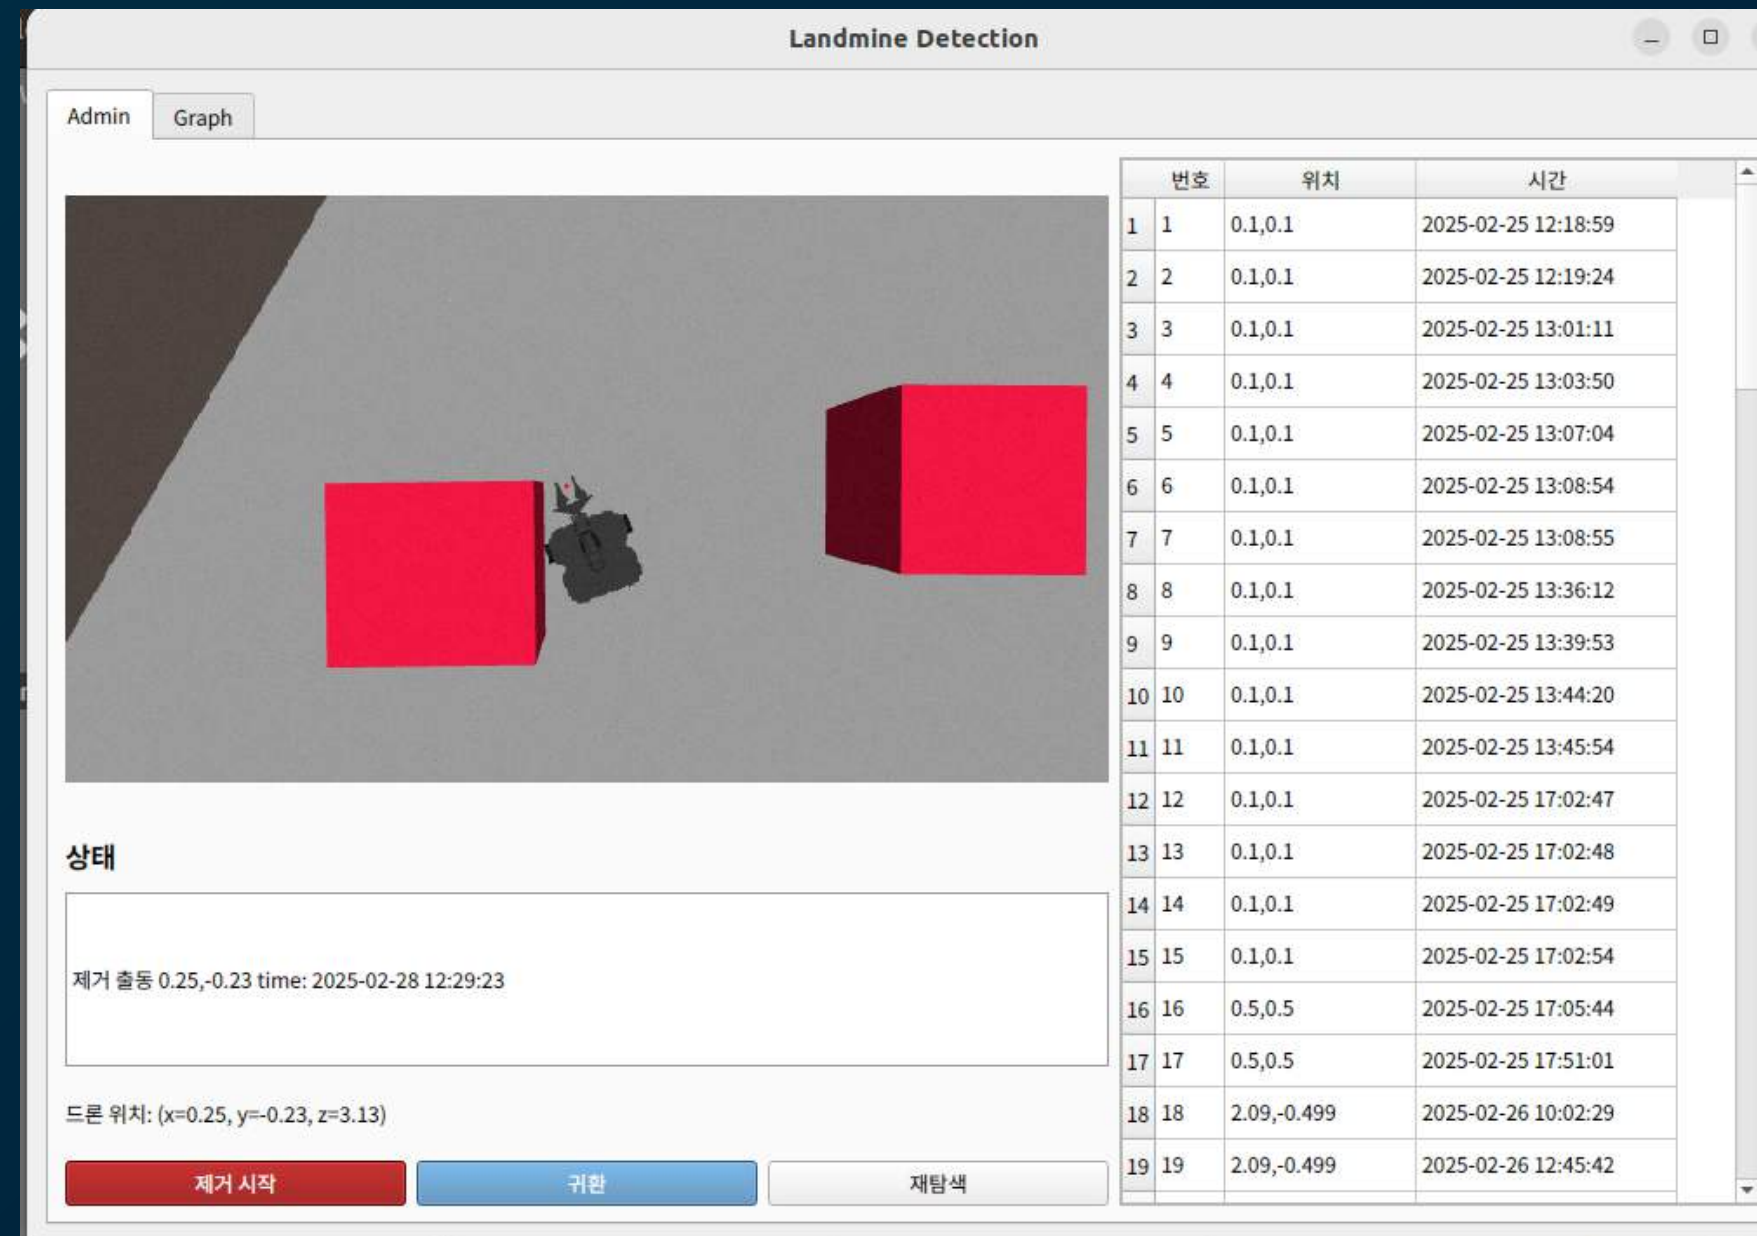 Landmine Detection
Admin Graph
번호 위치 시간
1 1 0.1,0.1 2025-02-25 12:18:59
2 2 0.1,0.1 2025-02-25 12:19:24
3 3 0.1,0.1 2025-02-25 13:01:11
4 4 0.1,0.1 2025-02-25 13:03:50
5 5 0.1,0.1 2025-02-25 13:07:04
6 6 0.1,0.1 2025-02-25 13:08:54
7 7 0.1,0.1 2025-02-25 13:08:55
8 8 0.1,0.1 2025-02-25 13:36:12
9 9 0.1,0.1 2025-02-25 13:39:53
10 10 0.1,0.1 2025-02-25 13:44:20
11 11 0.1,0.1 2025-02-25 13:45:54
12 12 0.1,0.1 2025-02-25 17:02:47
13 13 0.1,0.1 2025-02-25 17:02:48
14 14 0.1,0.1 2025-02-25 17:02:49
15 15 0.1,0.1 2025-02-25 17:02:54
16 16 0.5,0.5 2025-02-25 17:05:44
17 17 0.5,0.5 2025-02-25 17:51:01
18 18 2.09,-0.499 2025-02-26 10:02:29
19 19 2.09,-0.499 2025-02-26 12:45:42
상태
제거 출동 0.25,-0.23 time: 2025-02-28 12:29:23
드론 위치: (x=0.25, y=-0.23, z=3.13)
제거 시작 귀환 재탐색